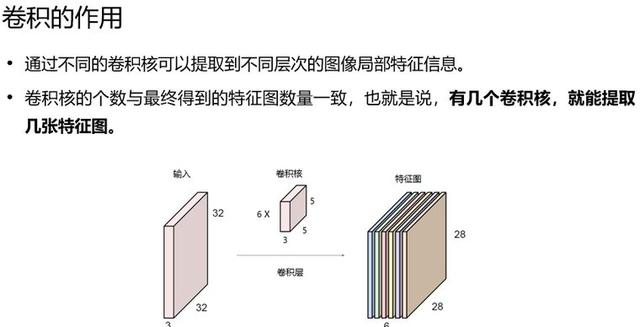 卷积的作用
• 通过不同的卷积核可以提取到不同层次的图像局部特征信息。
• 卷积核的个数与最终得到的特征图数量一致，也就是说，有几个卷积核，就能提取
几张特征图。
输入
卷积核
特征图
32
6 X
5
5
3
28
卷积层
32
28
3
6